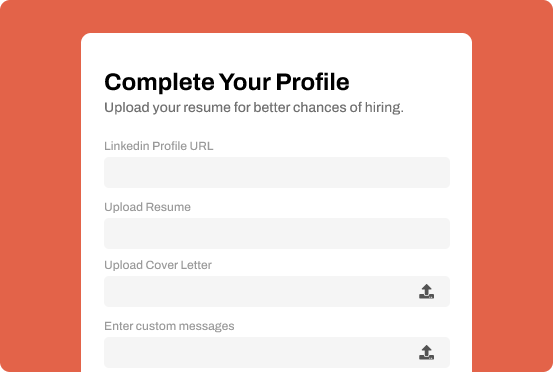 Complete Your Profile
Upload your resume for better chances of hiring.
Linkedin Profile URL
Upload Resume
Upload Cover Letter
Enter custom messages